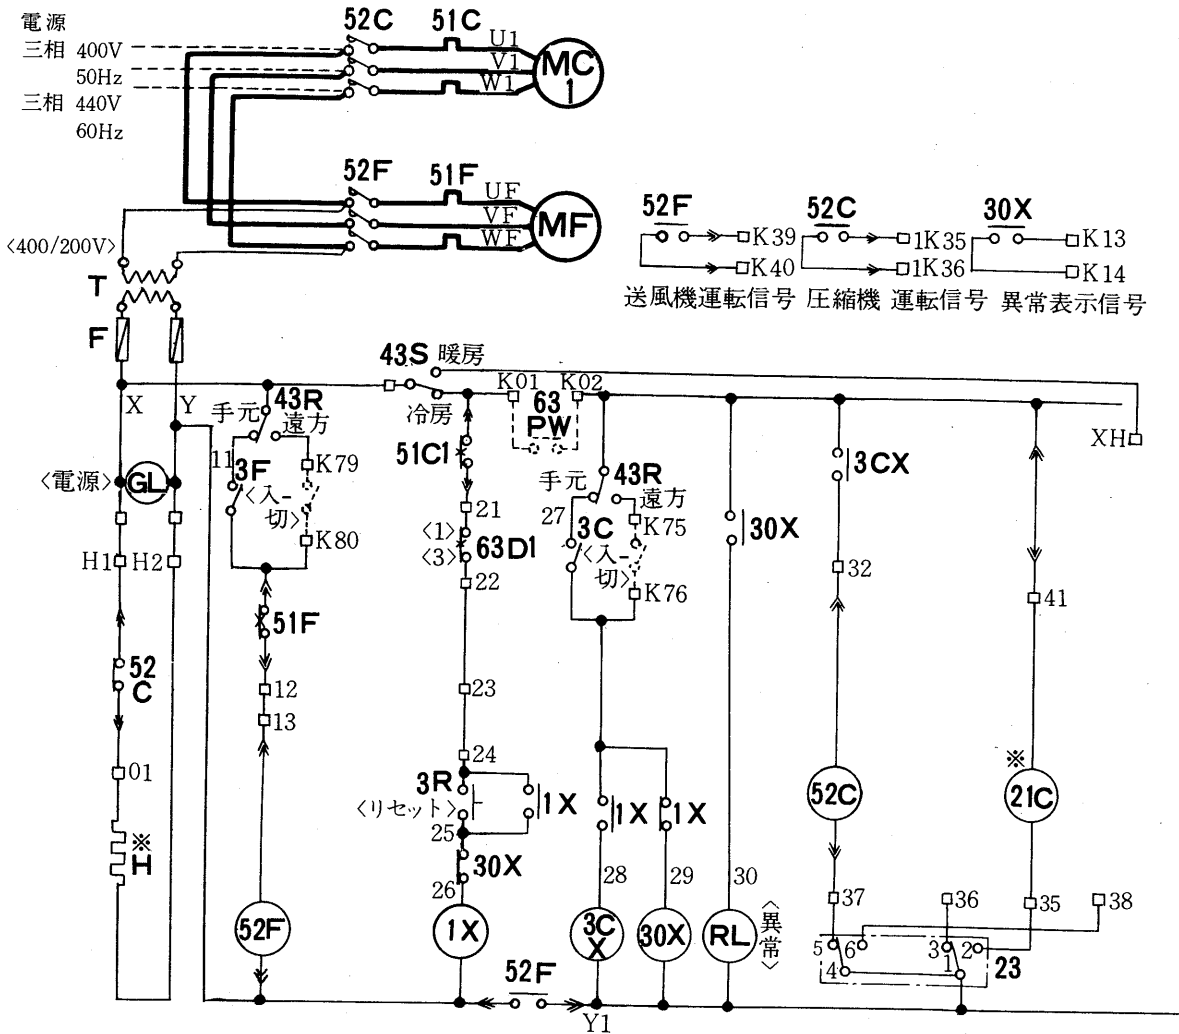 電源
三相 400V
50Hz
三相 440V
60Hz
52C
51C
U1
V1
W1
MC
1
52F
51F
UF
VF
WF
MF
<400/200V>
T
F
52F
K39
K40
送風機運転信号
52C
1K35
1K36
圧縮機 運転信号
30X
K13
K14
異常表示信号
43S 暖房
冷房
K01
K02
63
PW
XH
X
Y
手元
43R
遠方
11
3F
<入-
切>
K79
K80
<電源>
GL
H1
H2
51F
12
13
52
C
01
※
H
52F
51C1
21
<1>
<3>
63D1
22
23
24
3R
<リセット>
1X
25
30X
26
1X
手元
43R
遠方
27
3C
<入-
切>
K75
K76
1X
1X
28
29
3C
X
30X
30X
30
RL
<異常>
3CX
32
52C
37
41
※
21C
36
35
38
5
6
4
3
2
1
23
52F
Y1